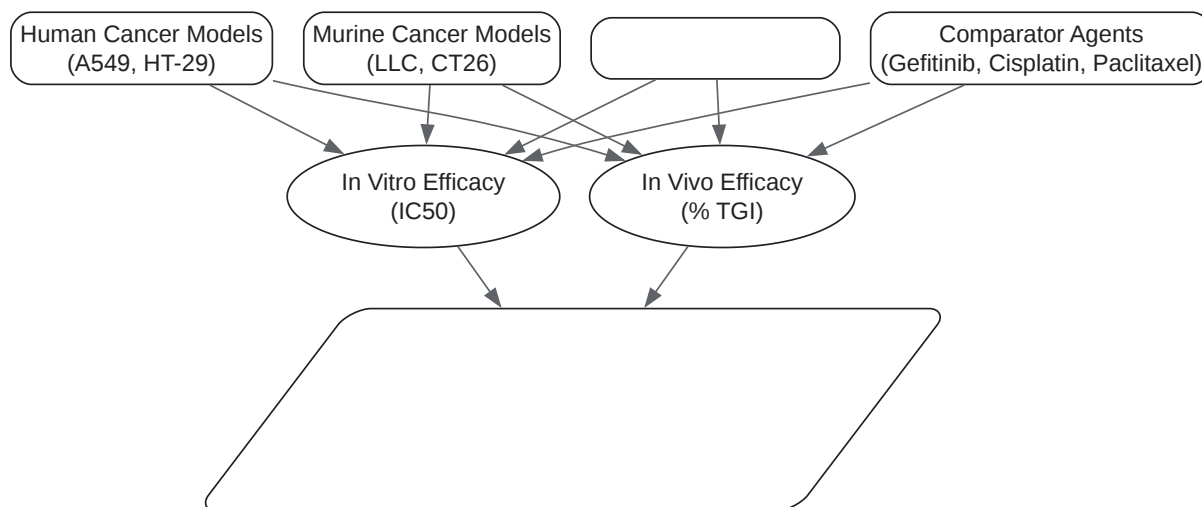 Human Cancer Models
(A549, HT-29)
Murine Cancer Models
(LLC, CT26)
Comparator Agents
(Gefitinib, Cisplatin, Paclitaxel)
In Vitro Efficacy
(IC50)
In Vivo Efficacy
(% TGI)